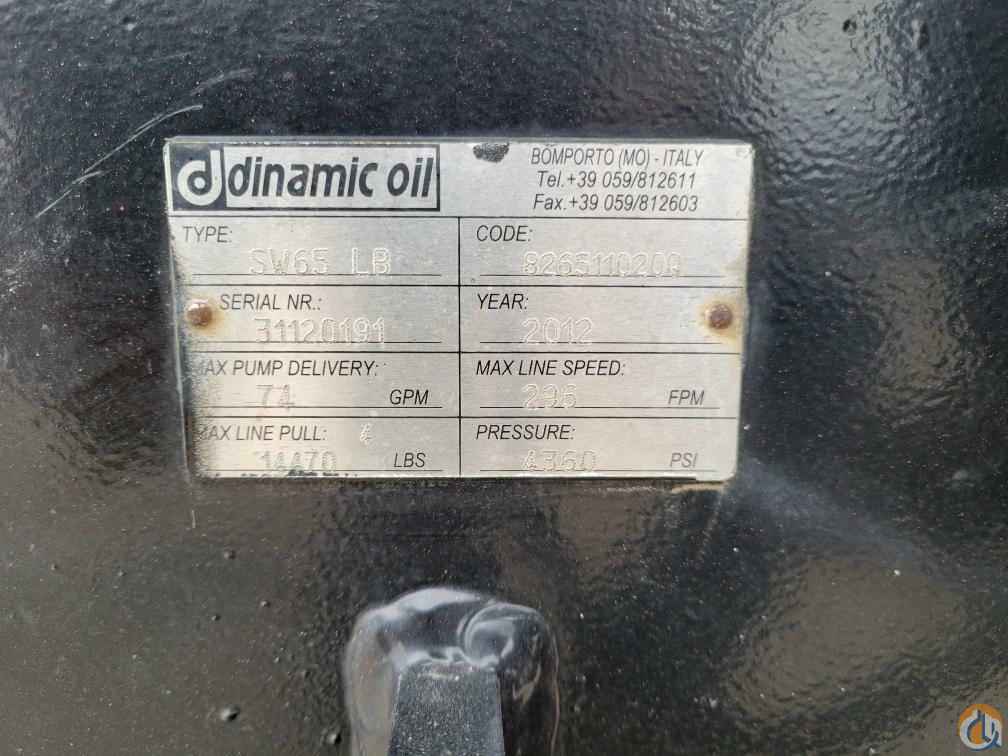 d dinamic oil
BOMPORTO (MO) - ITALY
Tel.+39 059/812611
Fax.+39 059/812603
TYPE:
SW65 LB
CODE:
SERIAL NR.:
31120191
YEAR:
2012
MAX PUMP DELIVERY:
74 GPM
MAX LINE SPEED:
296 FPM
MAX LINE PULL: 4
14470 LBS
PRESSURE:
4360 PSI